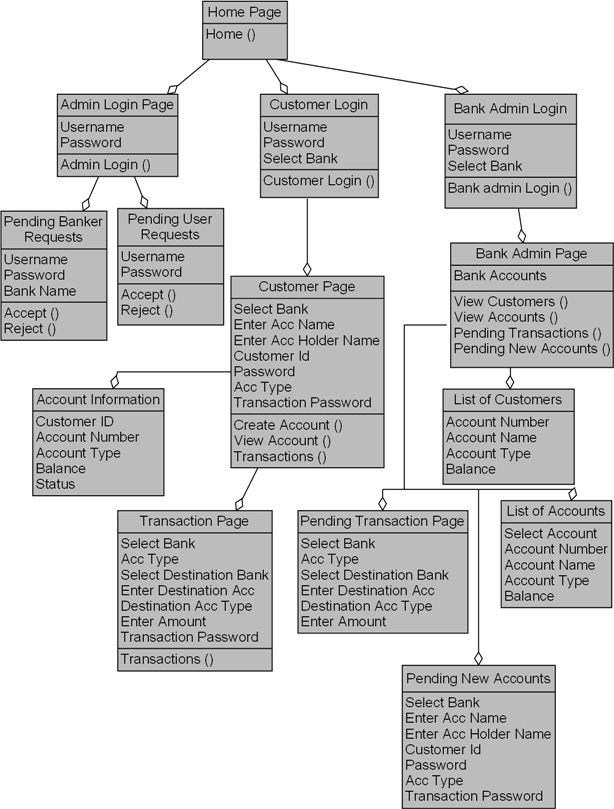 Home Page
Home ()
Admin Login Page
Username
Password
Admin Login ()
Customer Login
Username
Password
Select Bank
Customer Login ()
Bank Admin Login
Username
Password
Select Bank
Bank admin Login ()
Pending Banker
Requests
Username
Password
Bank Name
Accept ()
Reject ()
Pending User
Requests
Username
Password
Accept ()
Reject ()
Customer Page
Select Bank
Enter Acc Name
Enter Acc Holder Name
Customer Id
Password
Acc Type
Transaction Password
Create Account ()
View Account ()
Transactions ()
Bank Admin Page
Bank Accounts
View Customers ()
View Accounts ()
Pending Transactions ()
Pending New Accounts ()
Account Information
Customer ID
Account Number
Account Type
Balance
Status
List of Customers
Account Number
Account Name
Account Type
Balance
Transaction Page
Select Bank
Acc Type
Select Destination Bank
Enter Destination Acc
Destination Acc Type
Enter Amount
Transaction Password
Transactions ()
Pending Transaction Page
Select Bank
Acc Type
Select Destination Bank
Enter Destination Acc
Destination Acc Type
Enter Amount
List of Accounts
Select Account
Account Number
Account Name
Account Type
Balance
Pending New Accounts
Select Bank
Enter Acc Name
Enter Acc Holder Name
Customer Id
Password
Acc Type
Transaction Password